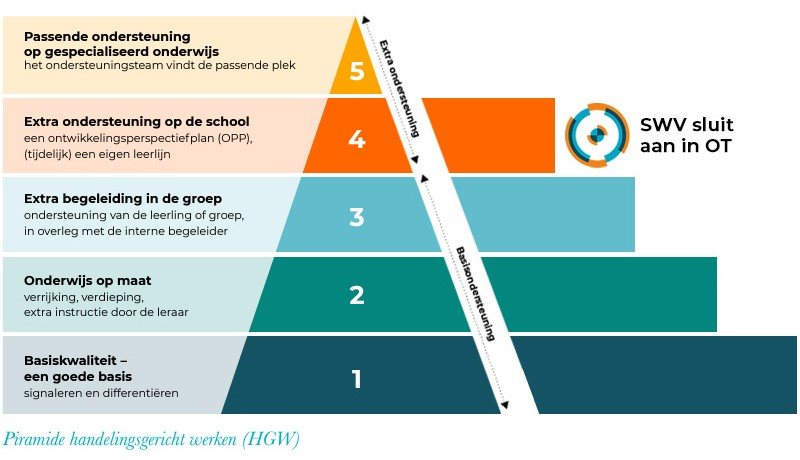 Passende ondersteuning
op gespecialiseerd onderwijs
het ondersteuningsteam vindt de passende plek
5
Extra ondersteuning
Extra ondersteuning op de school
een ontwikkelingsperspectiefplan (OPP),
(tijdelijk) een eigen leerlijn
4
SWV sluit
aan in OT
Extra begeleiding in de groep
ondersteuning van de leerling of groep,
in overleg met de interne begeleider
3
Basisondersteuning
Onderwijs op maat
verrijking, verdieping,
extra instructie door de leraar
2
Basiskwaliteit –
een goede basis
signaleren en differentiëren
1
Piramide handelingsgericht werken (HGW)